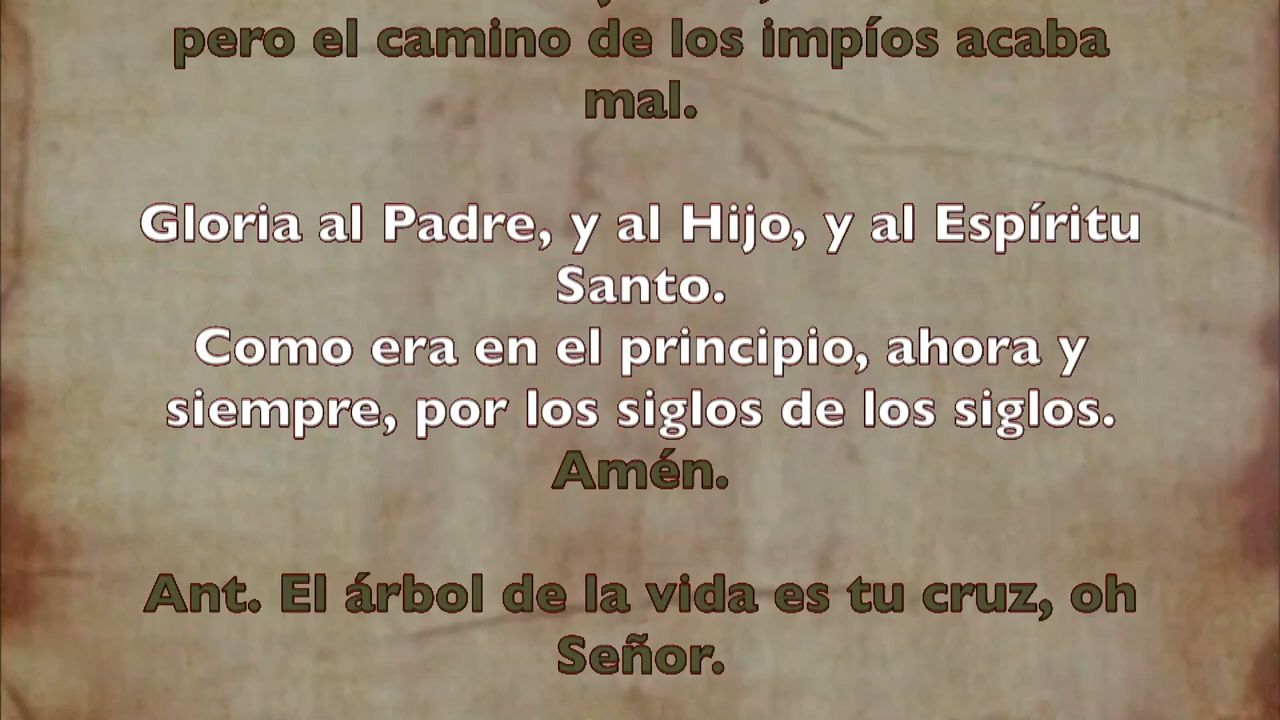 pero el camino de los impíos acaba
mal.
Gloria al Padre, y al Hijo, y al Espíritu
Santo.
Como era en el principio, ahora y
siempre, por los siglos de los siglos.
Amén.
Ant. El árbol de la vida es tu cruz, oh
Señor.